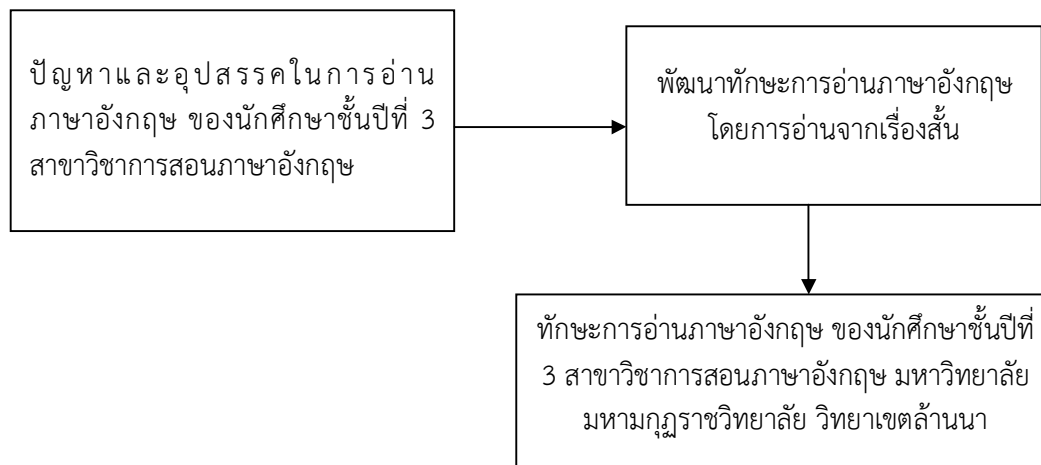 ปัญหาและอุปสรรคในการอ่าน
ภาษาอังกฤษ ของนักศึกษาชั้นปีที่ 3
สาขาวิชาการสอนภาษาอังกฤษ
พัฒนาทักษะการอ่านภาษาอังกฤษ
โดยการอ่านจากเรื่องสั้น
ทักษะการอ่านภาษาอังกฤษ ของนักศึกษาชั้นปีที่
3 สาขาวิชาการสอนภาษาอังกฤษ มหาวิทยาลัย
มหามกุฏราชวิทยาลัย วิทยาเขตล้านนา